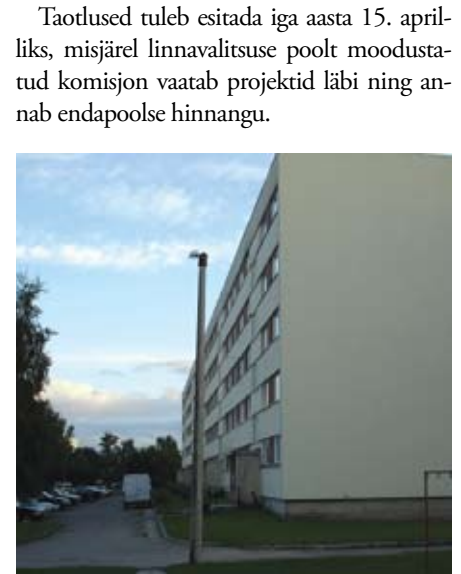 Taotlused tuleb esitada iga aasta 15. april-
liks, misjärel linnavalitsuse poolt moodusta-
tud komisjon vaatab projektid läbi ning an-
nab endapoolse hinnangu.